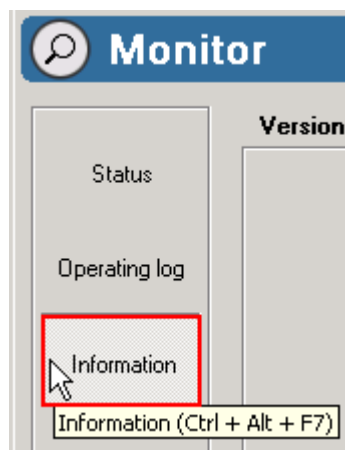 Monitor
Version
Status
Operating log
Information
Information (Ctrl + Alt + F7)